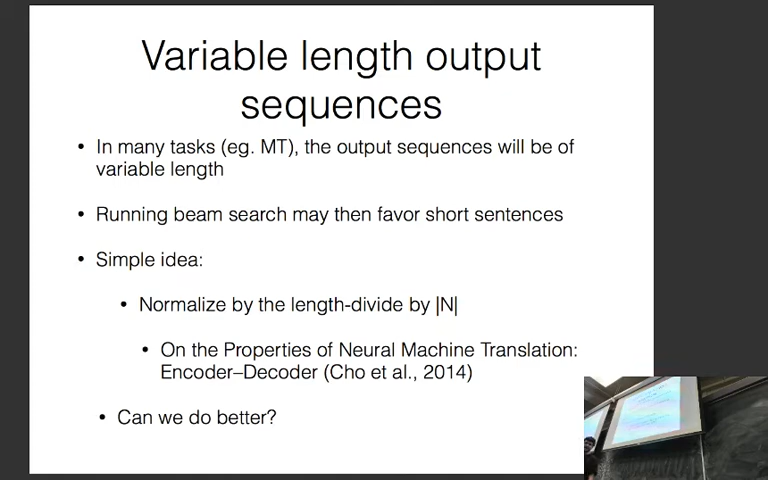 Variable length output
sequences
• In many tasks (eg. MT), the output sequences will be of
variable length
• Running beam search may then favor short sentences
• Simple idea:
• Normalize by the length-divide by |N|
• On the Properties of Neural Machine Translation:
Encoder–Decoder (Cho et al., 2014)
• Can we do better?